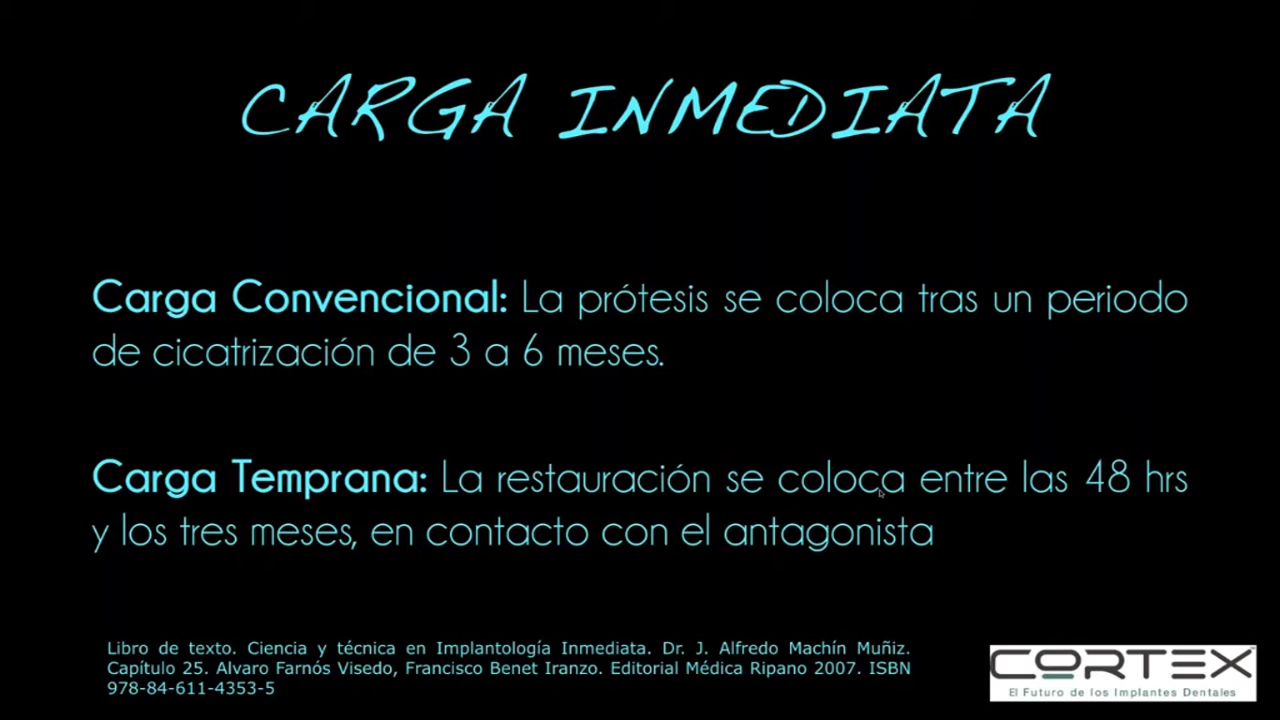 CARGA INMEDIATA
Carga Convencional: La prótesis se coloca tras un periodo
de cicatrización de 3 a 6 meses.
Carga Temprana: La restauración se coloca entre las 48 hrs
y los tres meses, en contacto con el antagonista
Libro de texto. Ciencia y técnica en Implantología Inmediata. Dr. J. Alfredo Machín Muñiz.
Capítulo 25. Alvaro Farnós Visedo, Francisco Benet Iranzo. Editorial Médica Ripano 2007. ISBN
978-84-611-4353-5
CORTEX
El Futuro de los Implantes Dentales